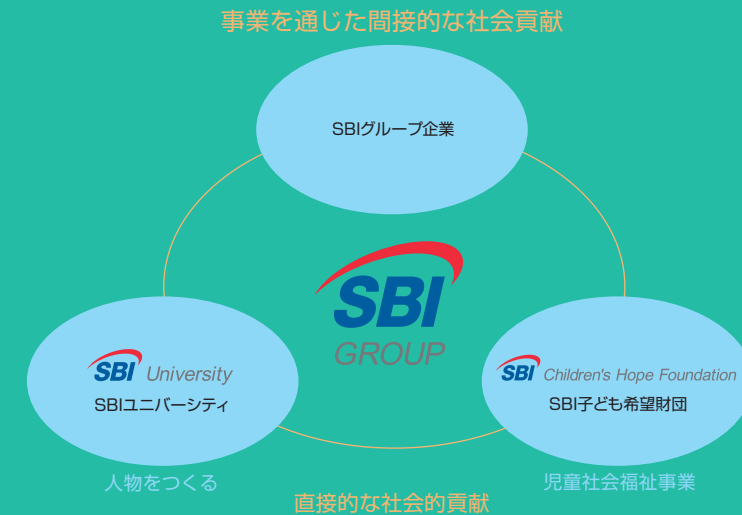 事業を通じた間接的な社会貢献
SBIグループ企業
SBI
GROUP
SBI University
SBIユニバーシティ
SBI Children's Hope Foundation
SBI子ども希望財団
人物をつくる
児童社会福祉事業
直接的な社会的貢献